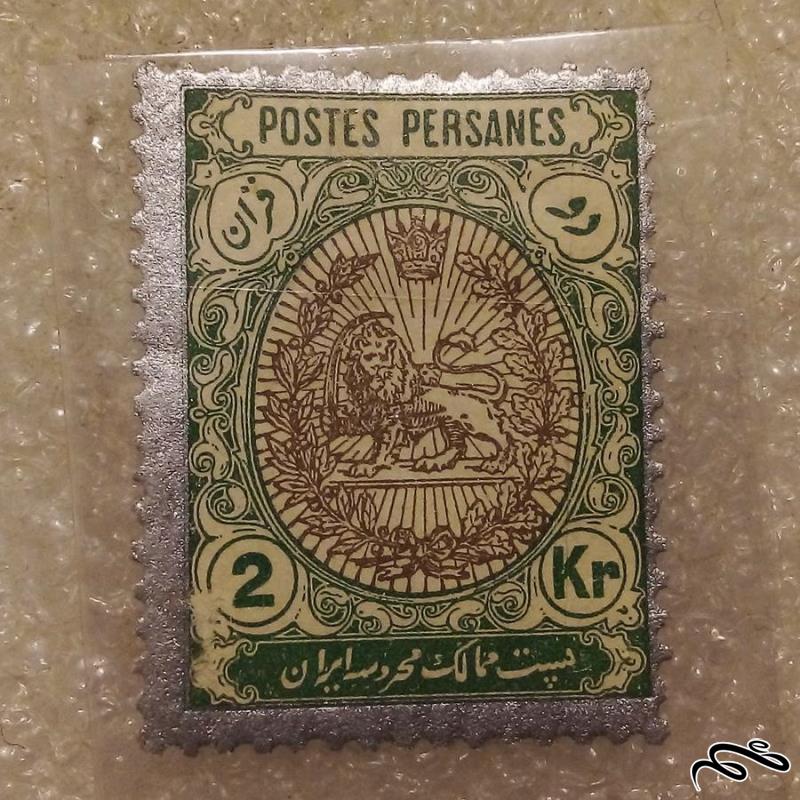 POSTES PERSANES
دو قران
2 Kr
پست ممالک محروسه ایران